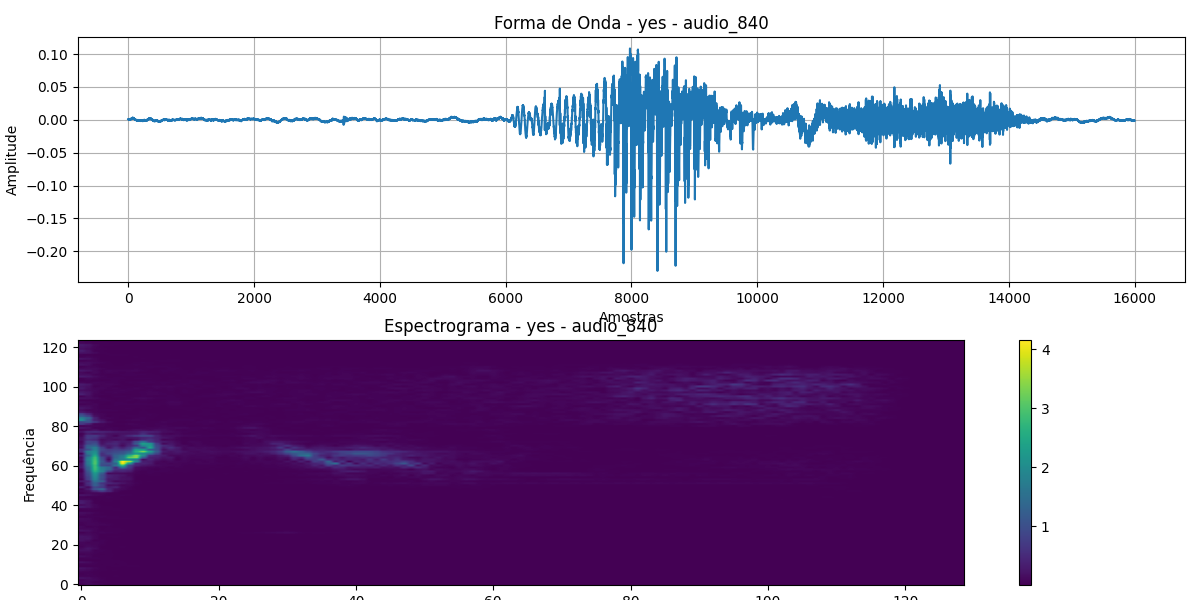 Forma de Onda - yes - audio_840
0.10
0.05
0.00
−0.05
−0.10
−0.15
−0.20
Amplitude
0 2000 4000 6000 8000 10000 12000 14000 16000
Amostras
Espectrograma - yes - audio_840
120
100
80
60
40
20
0
Frequência
4
3
2
1
0 20 40 60 80 100 120